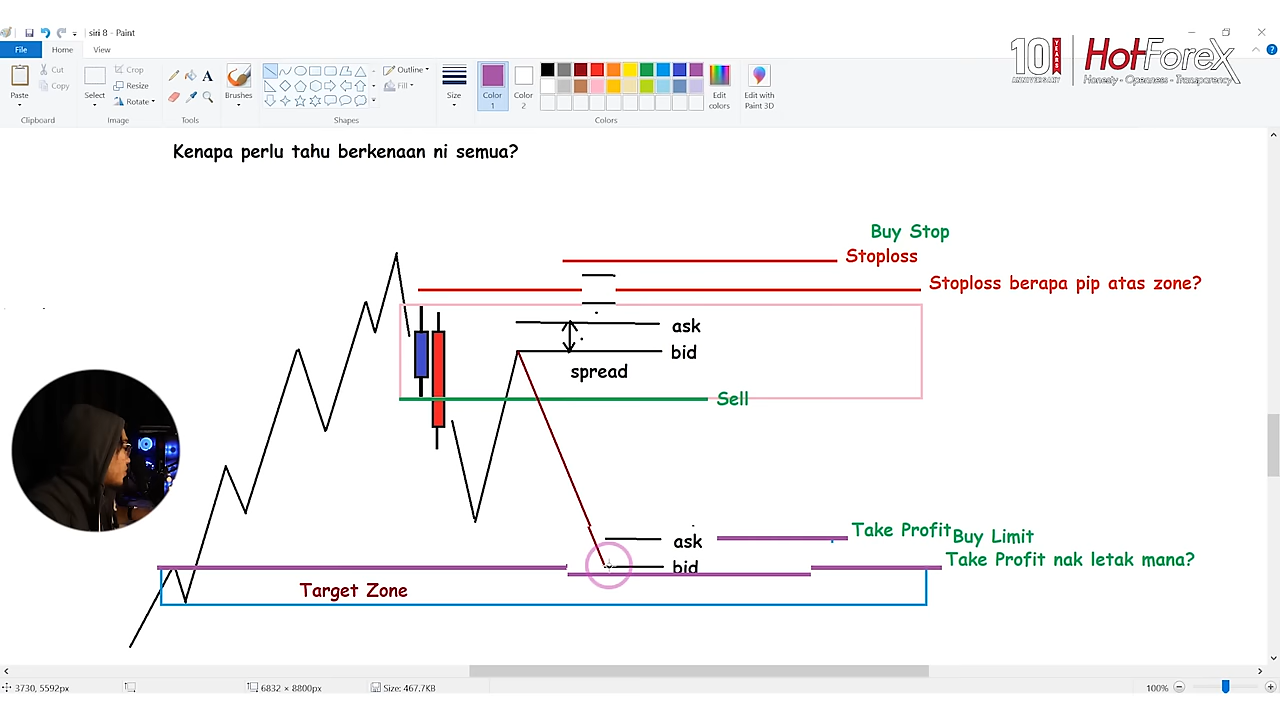 siri 8 - Paint
File
Home
View
Paste
Cut
Copy
Clipboard
Select
Crop
Resize
Rotate
Image
A
Tools
Brushes
Outline
Fill
Shapes
Size
Color
1
Color
2
Edit
colors
Edit with
Paint 3D
Colors
10 YEARS
ANNIVERSARY
HotForex
Honesty - Openness - Transparency
Kenapa perlu tahu berkenaan ni semua?
Buy Stop
Stoploss
Stoploss berapa pip atas zone?
ask
bid
spread
Sell
Take Profit
Buy Limit
ask
Take Profit nak letak mana?
bid
Target Zone
3730, 5592px
6832 × 8800px
Size: 467.7KB
100%